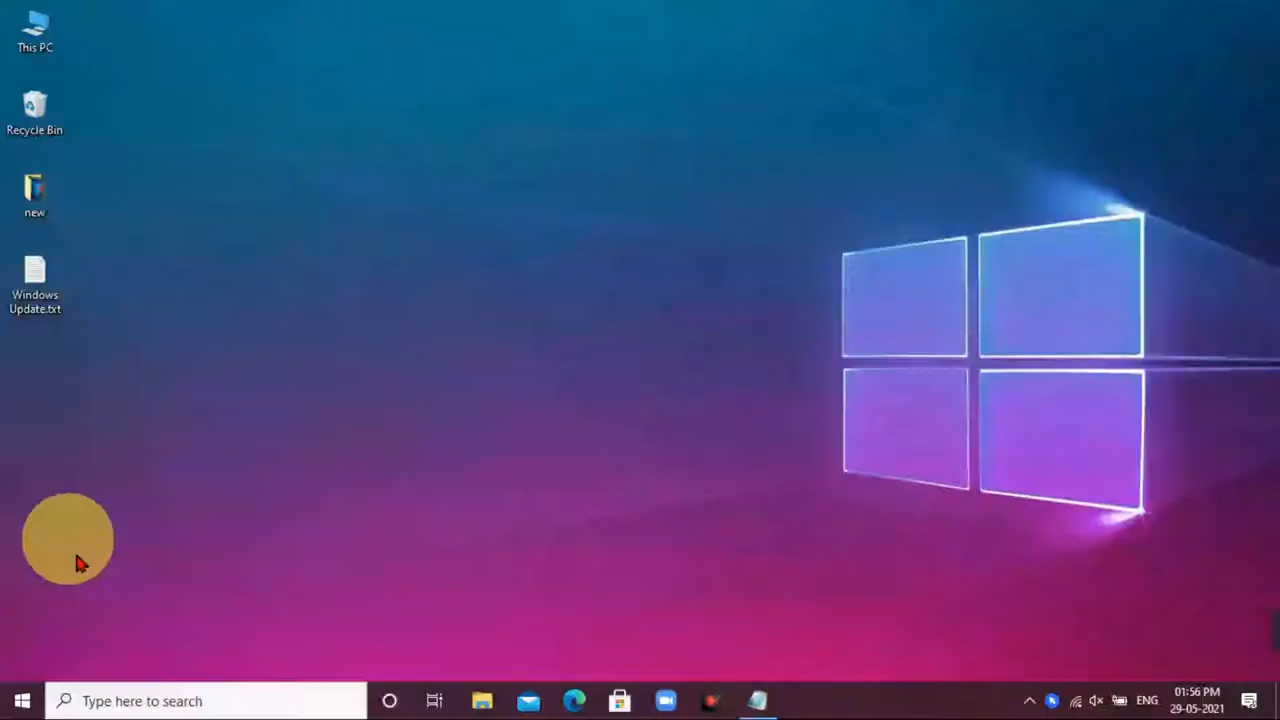 This PC
Recycle Bin
new
Windows
Update.txt
Type here to search
ENG
01:56 PM
29-05-2021